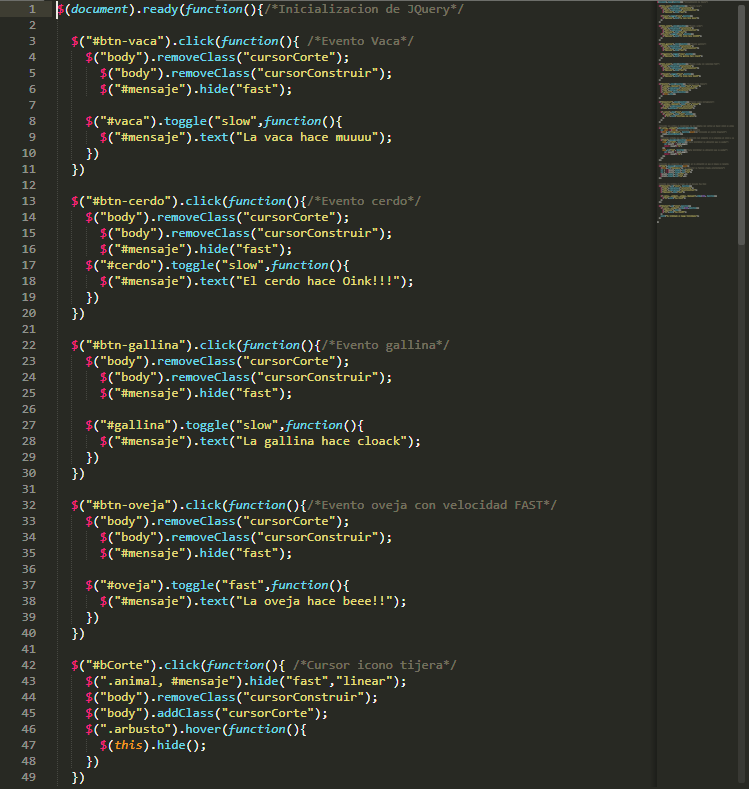 1 $(document).ready(function(){/*Inicializacion de JQuery*/
2
3 $("#btn-vaca").click(function(){ /*Evento Vaca*/
4 $("body").removeClass("cursorCorte");
5 $("body").removeClass("cursorConstruir");
6 $("#mensaje").hide("fast");
7
8 $("#vaca").toggle("slow",function(){
9 $("#mensaje").text("La vaca hace muuuu");
10 })
11 })
12
13 $("#btn-cerdo").click(function(){/*Evento cerdo*/
14 $("body").removeClass("cursorCorte");
15 $("body").removeClass("cursorConstruir");
16 $("#mensaje").hide("fast");
17 $("#cerdo").toggle("slow",function(){
18 $("#mensaje").text("El cerdo hace Oink!!!");
19 })
20 })
21
22 $("#btn-gallina").click(function(){/*Evento gallina*/
23 $("body").removeClass("cursorCorte");
24 $("body").removeClass("cursorConstruir");
25 $("#mensaje").hide("fast");
26
27 $("#gallina").toggle("slow",function(){
28 $("#mensaje").text("La gallina hace cloack");
29 })
30 })
31
32 $("#btn-oveja").click(function(){/*Evento oveja con velocidad FAST*/
33 $("body").removeClass("cursorCorte");
34 $("body").removeClass("cursorConstruir");
35 $("#mensaje").hide("fast");
36
37 $("#oveja").toggle("fast",function(){
38 $("#mensaje").text("La oveja hace beee!!");
39 })
40 })
41
42 $("#bCorte").click(function(){ /*Cursor icono tijera*/
43 $(".animal, #mensaje").hide("fast","linear");
44 $("body").removeClass("cursorConstruir");
45 $("body").addClass("cursorCorte");
46 $(".arbusto").hover(function(){
47 $(this).hide();
48 })
49 })